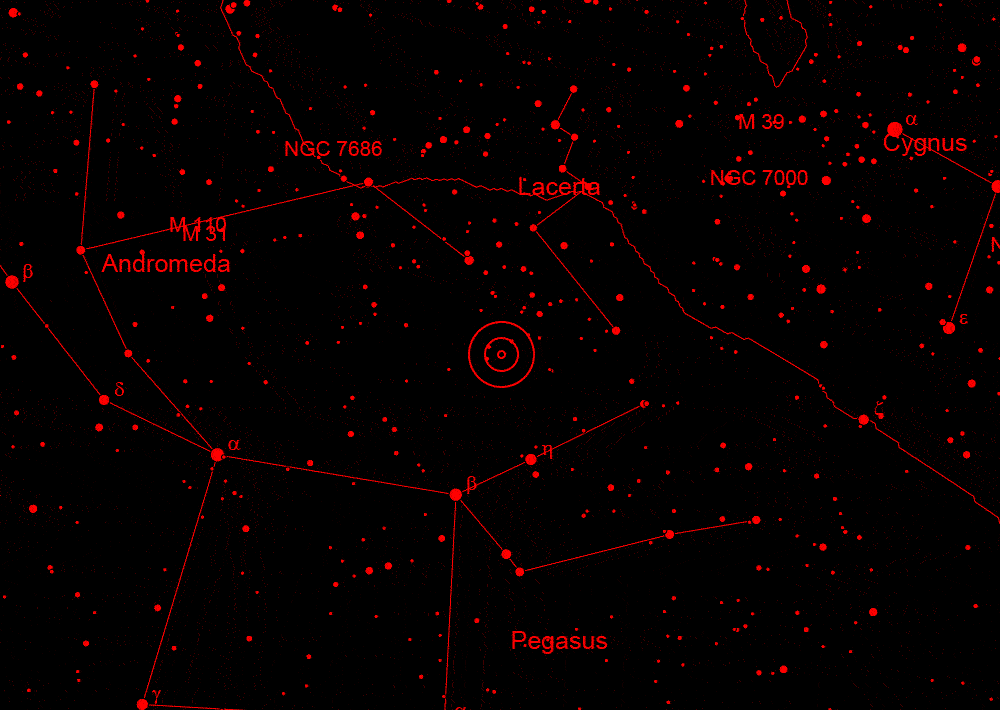 M 39
α
Cygnus
NGC 7686
NGC 7000
Lacerta
M 110
M 31
N
Andromeda
β
ε
δ
ζ
α
η
β
Pegasus
γ
α